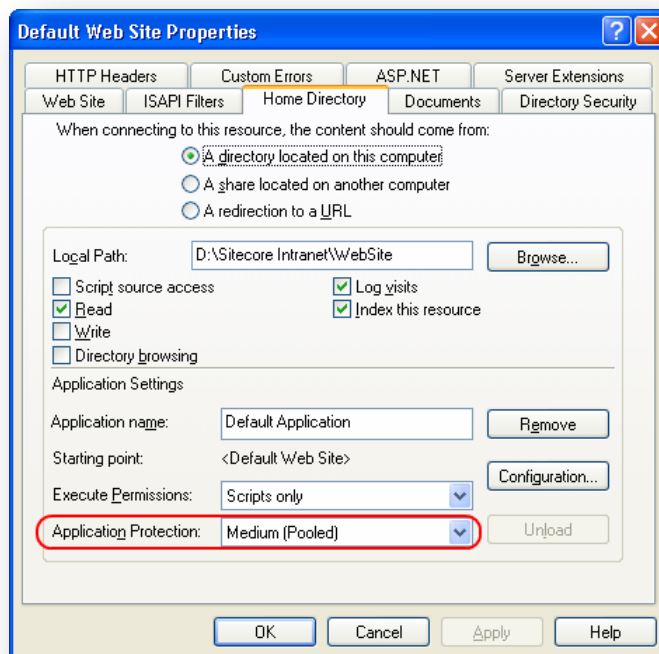 Default Web Site Properties
HTTP Headers Custom Errors ASP.NET Server Extensions
Web Site ISAPI Filters Home Directory Documents Directory Security
When connecting to this resource, the content should come from:
A directory located on this computer
A share located on another computer
A redirection to a URL
Local Path: D:\Sitecore Intranet\WebSite Browse...
Script source access Log visits
Read Index this resource
Write
Directory browsing
Application Settings
Application name: Default Application Remove
Starting point: <Default Web Site>
Configuration...
Execute Permissions: Scripts only
Application Protection: Medium (Pooled) Unload
OK Cancel Apply Help